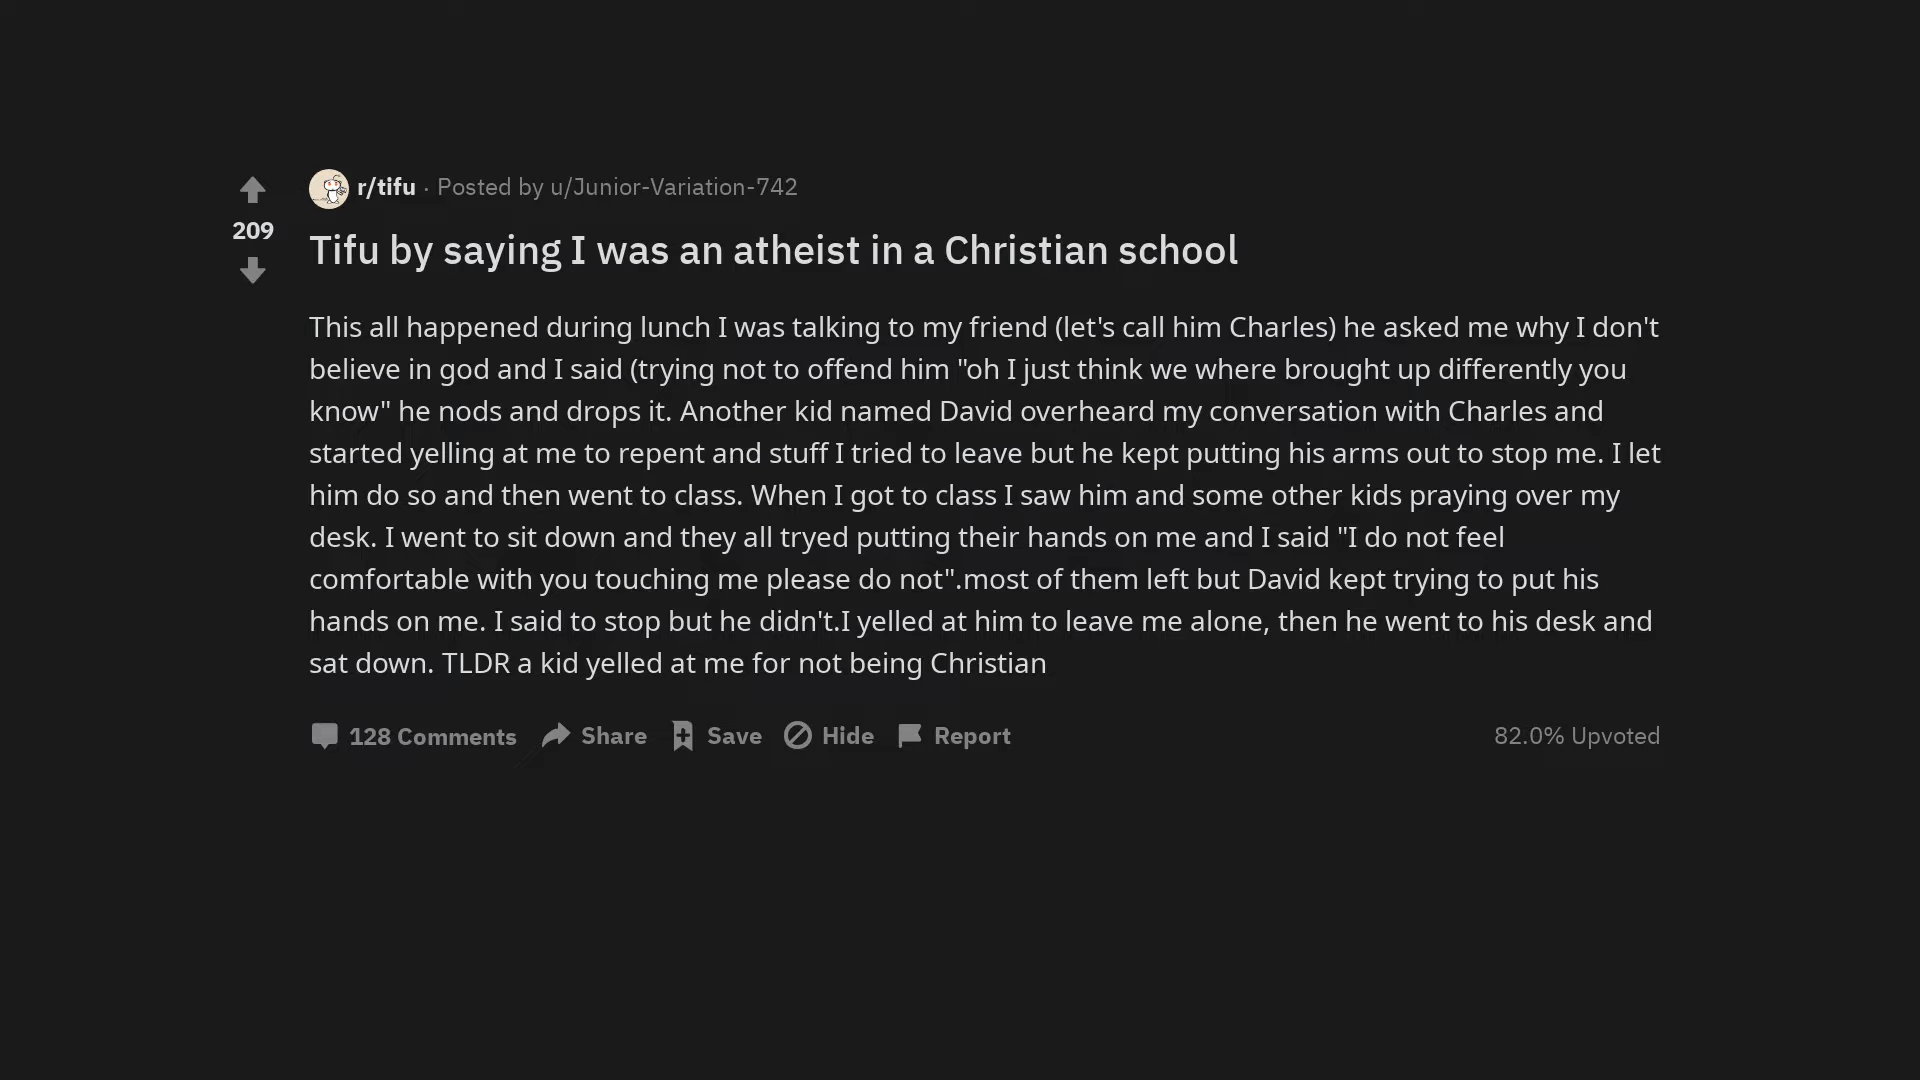 r/tifu · Posted by u/Junior-Variation-742
209
Tifu by saying I was an atheist in a Christian school
This all happened during lunch I was talking to my friend (let's call him Charles) he asked me why I don't
believe in god and I said (trying not to offend him "oh I just think we where brought up differently you
know" he nods and drops it. Another kid named David overheard my conversation with Charles and
started yelling at me to repent and stuff I tried to leave but he kept putting his arms out to stop me. I let
him do so and then went to class. When I got to class I saw him and some other kids praying over my
desk. I went to sit down and they all tryed putting their hands on me and I said "I do not feel
comfortable with you touching me please do not".most of them left but David kept trying to put his
hands on me. I said to stop but he didn't.I yelled at him to leave me alone, then he went to his desk and
sat down. TLDR a kid yelled at me for not being Christian
128 Comments Share Save Hide Report 82.0% Upvoted